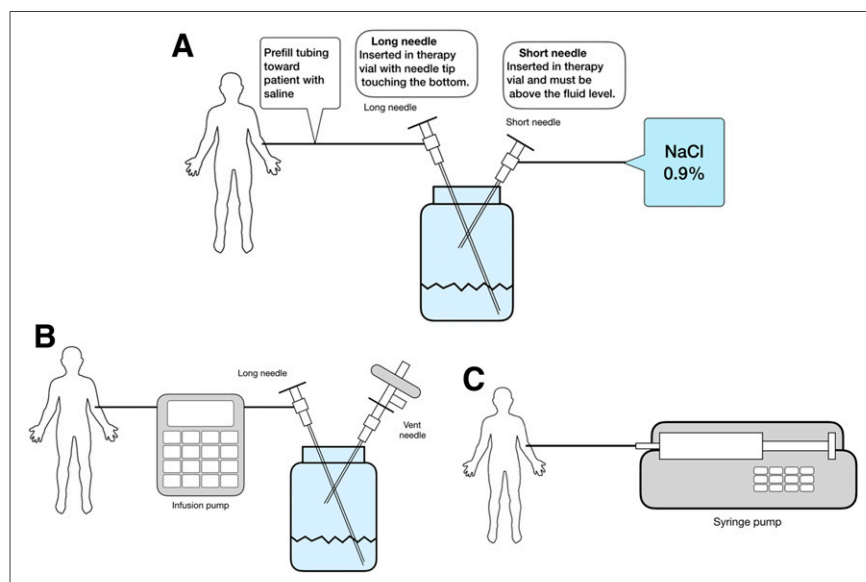 A
Prefill tubing
toward
patient with
saline
Long needle
Inserted in therapy
vial with needle tip
touching the bottom.
Long needle
Short needle
Inserted in therapy
vial and must be
above the fluid level.
Short needle
NaCl
0.9%
B
Long needle
Vent
needle
Infusion pump
C
Syringe pump